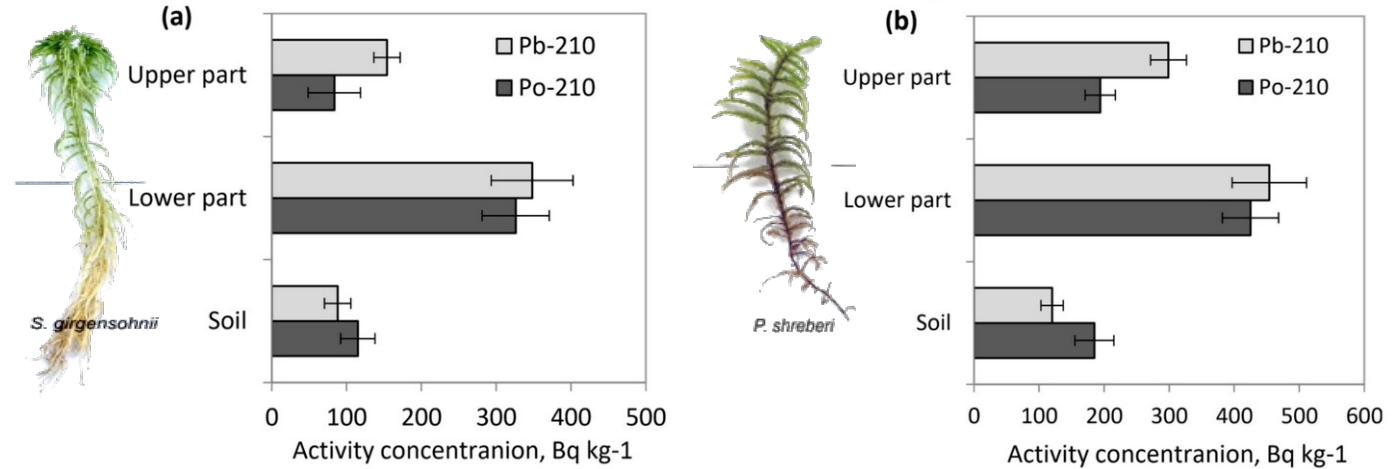 (a)
Pb-210
Po-210
Upper part
Lower part
Soil
S. girgensohnii
0 100 200 300 400 500
Activity concentranion, Bq kg-1
(b)
Pb-210
Po-210
Upper part
Lower part
Soil
P. shreberi
0 100 200 300 400 500 600
Activity concentranion, Bq kg-1